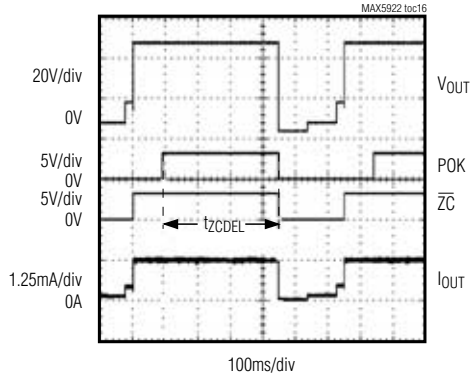 MAX5922 toc16
20V/div
0V
VOUT
5V/div
0V
POK
5V/div
0V
ZC
tZCDEL
1.25mA/div
0A
IOUT
100ms/div